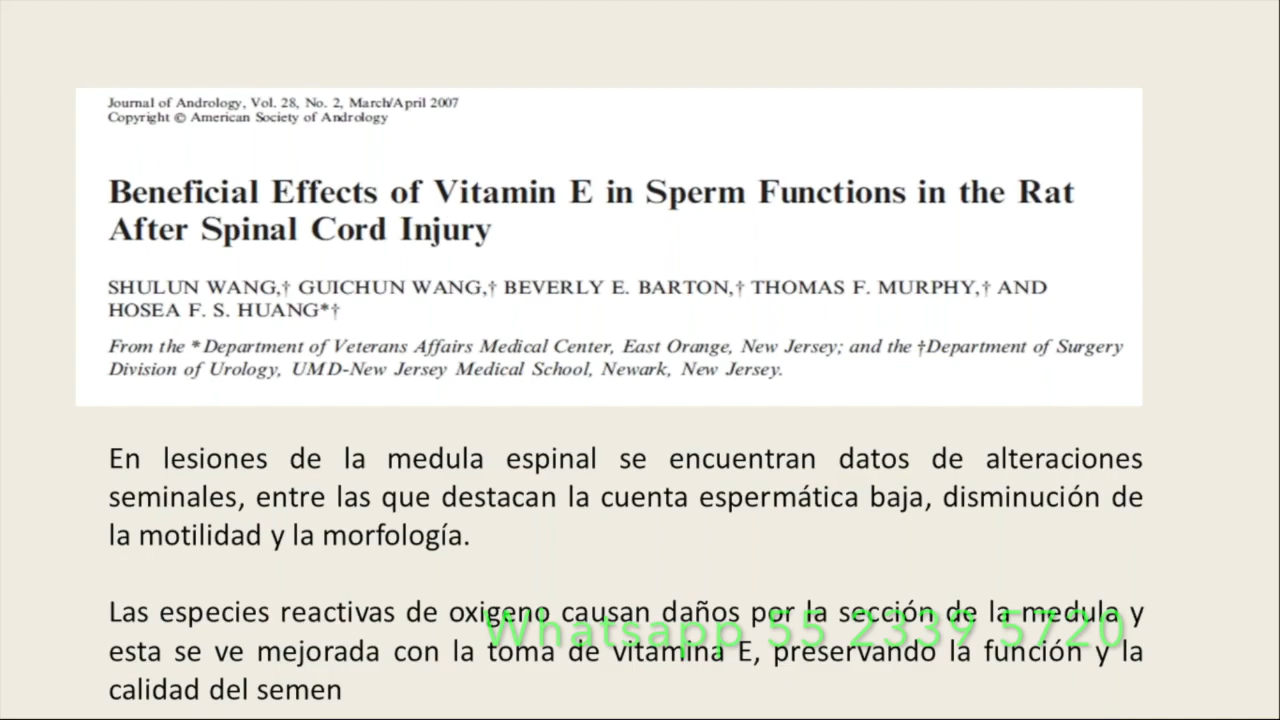 Journal of Andrology, Vol. 28, No. 2, March/April 2007
Copyright © American Society of Andrology
Beneficial Effects of Vitamin E in Sperm Functions in the Rat
After Spinal Cord Injury
SHULUN WANG,† GUICHUN WANG,† BEVERLY E. BARTON,† THOMAS F. MURPHY,† AND
HOSEA F. S. HUANG*†
From the *Department of Veterans Affairs Medical Center, East Orange, New Jersey; and the †Department of Surgery
Division of Urology, UMD-New Jersey Medical School, Newark, New Jersey.
En lesiones de la medula espinal se encuentran datos de alteraciones
seminales, entre las que destacan la cuenta espermática baja, disminución de
la motilidad y la morfología.
Las especies reactivas de oxigeno causan daños por la sección de la medula y
Whatsapp 55 2339 5720
esta se ve mejorada con la toma de vitamina E, preservando la función y la
calidad del semen